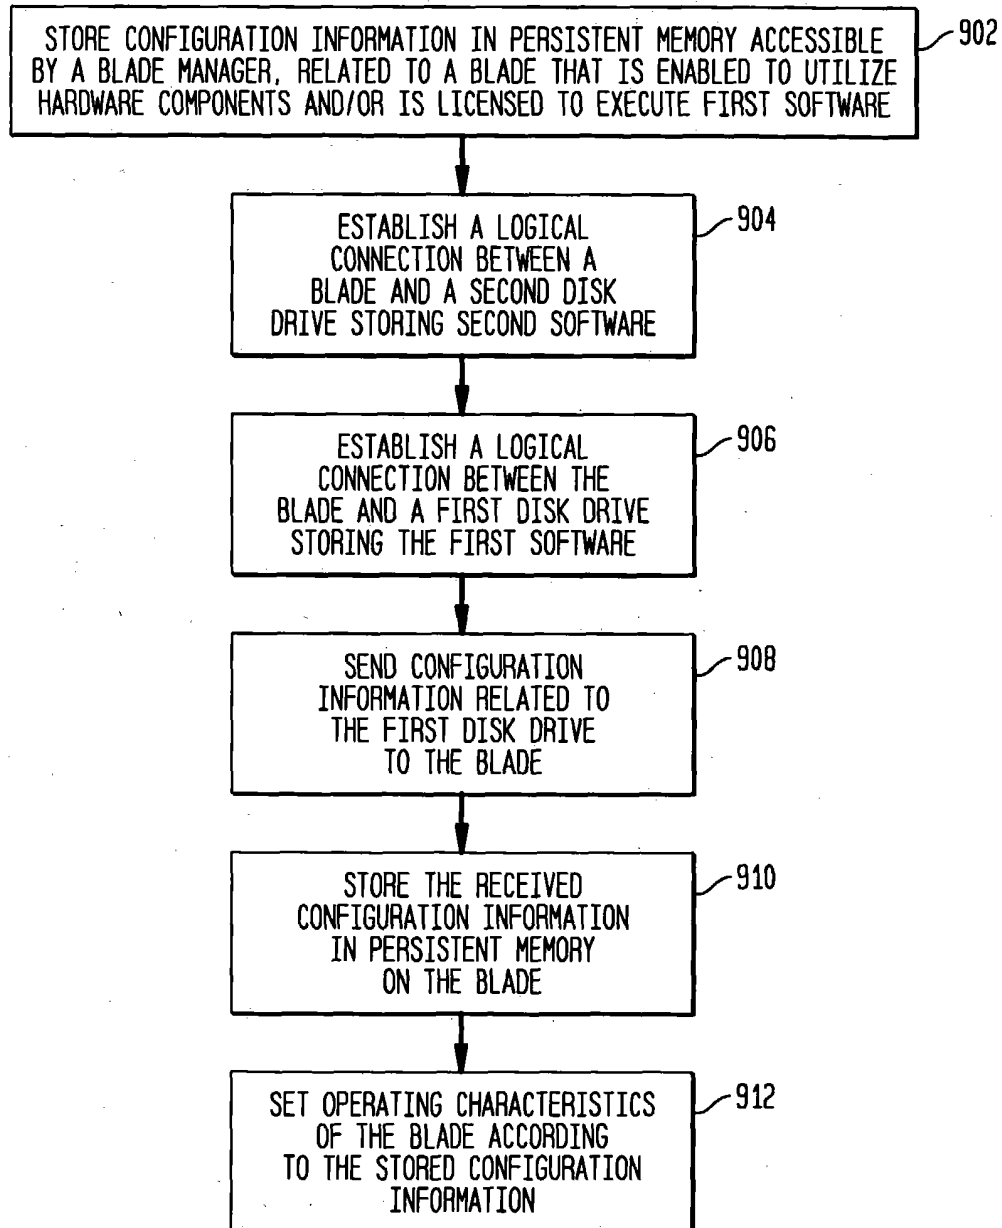 STORE CONFIGURATION INFORMATION IN PERSISTENT MEMORY ACCESSIBLE
BY A BLADE MANAGER, RELATED TO A BLADE THAT IS ENABLED TO UTILIZE
HARDWARE COMPONENTS AND/OR IS LICENSED TO EXECUTE FIRST SOFTWARE
902
ESTABLISH A LOGICAL
CONNECTION BETWEEN A
BLADE AND A SECOND DISK
DRIVE STORING SECOND SOFTWARE
904
ESTABLISH A LOGICAL
CONNECTION BETWEEN THE
BLADE AND A FIRST DISK DRIVE
STORING THE FIRST SOFTWARE
906
SEND CONFIGURATION
INFORMATION RELATED TO
THE FIRST DISK DRIVE
TO THE BLADE
908
STORE THE RECEIVED
CONFIGURATION INFORMATION
IN PERSISTENT MEMORY
ON THE BLADE
910
SET OPERATING CHARACTERISTICS
OF THE BLADE ACCORDING
TO THE STORED CONFIGURATION
INFORMATION
912